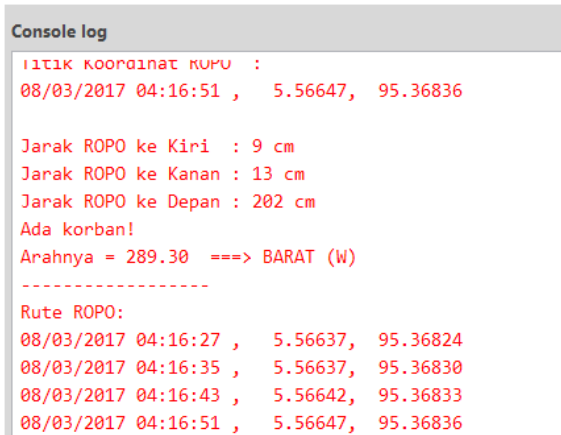 Console log
Titik Koordinat ROPO :
08/03/2017 04:16:51 , 5.56647, 95.36836
Jarak ROPO ke Kiri : 9 cm
Jarak ROPO ke Kanan : 13 cm
Jarak ROPO ke Depan : 202 cm
Ada korban!
Arahnya = 289.30 ===> BARAT (W)
------------------
Rute ROPO:
08/03/2017 04:16:27 , 5.56637, 95.36824
08/03/2017 04:16:35 , 5.56637, 95.36830
08/03/2017 04:16:43 , 5.56642, 95.36833
08/03/2017 04:16:51 , 5.56647, 95.36836